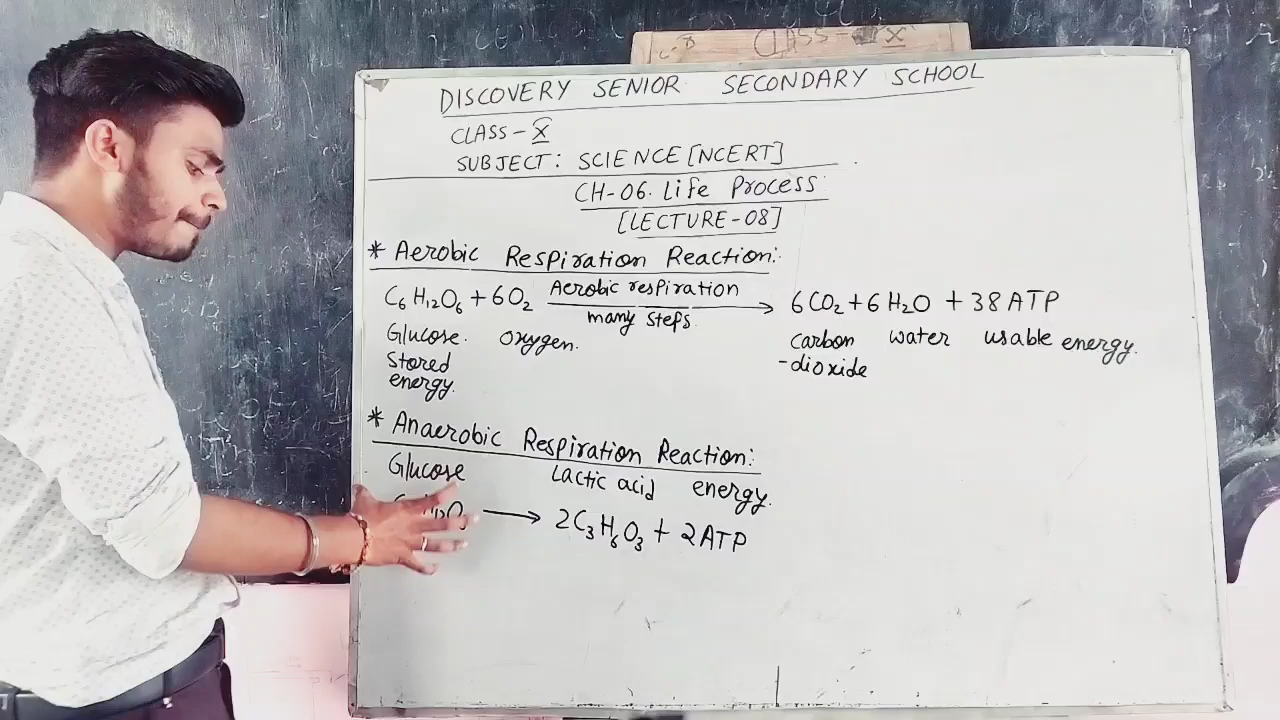 CLASS - X
DISCOVERY SENIOR SECONDARY SCHOOL
CLASS - X
SUBJECT: SCIENCE [NCERT]
CH-06. Life Process
[LECTURE-08]
* Aerobic Respiration Reaction:
C₆H₁₂O₆ + 6O₂ Aerobic respiration ⟶ 6CO₂ + 6H₂O + 38ATP
many steps
Glucose. oxygen. carbon water usable energy.
Stored -dioxide
energy.
* Anaerobic Respiration Reaction:
Glucose Lactic acid energy.
⟶ 2C₃H₆O₃ + 2ATP